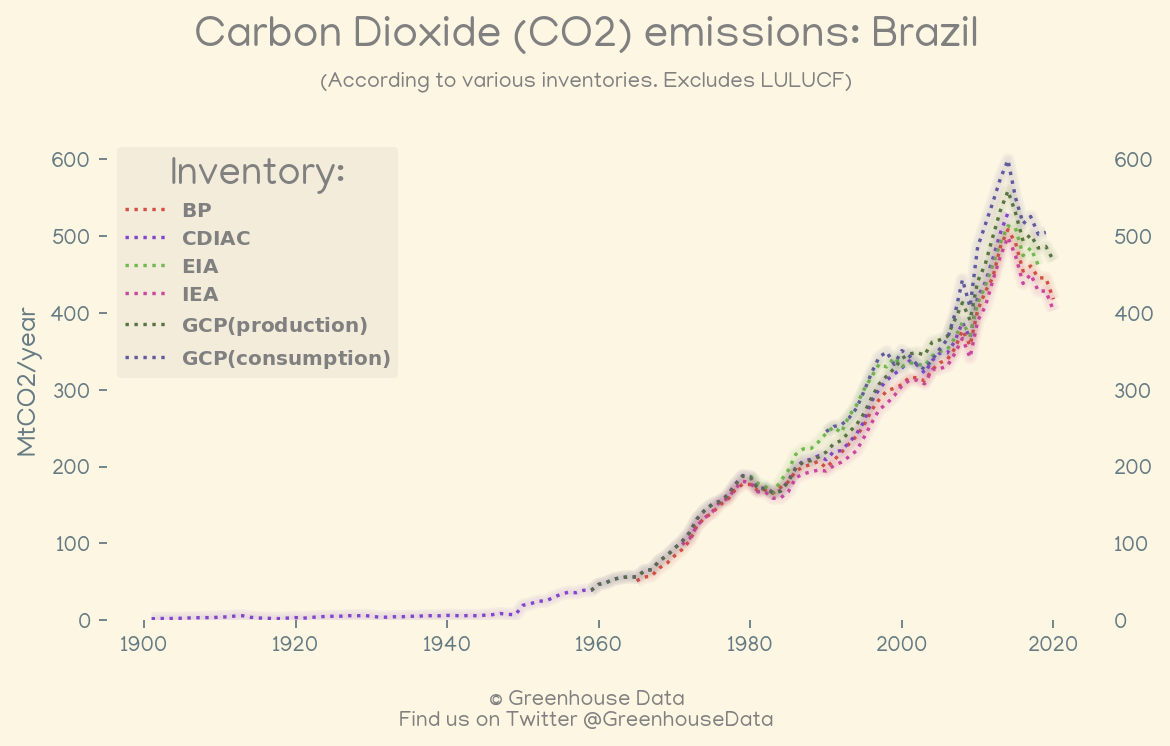 Carbon Dioxide (CO2) emissions: Brazil
(According to various inventories. Excludes LULUCF)
Inventory:
BP
CDIAC
EIA
IEA
GCP(production)
GCP(consumption)
MtCO2/year
600
500
400
300
200
100
0
600
500
400
300
200
100
0
1900 1920 1940 1960 1980 2000 2020
© Greenhouse Data
Find us on Twitter @GreenhouseData